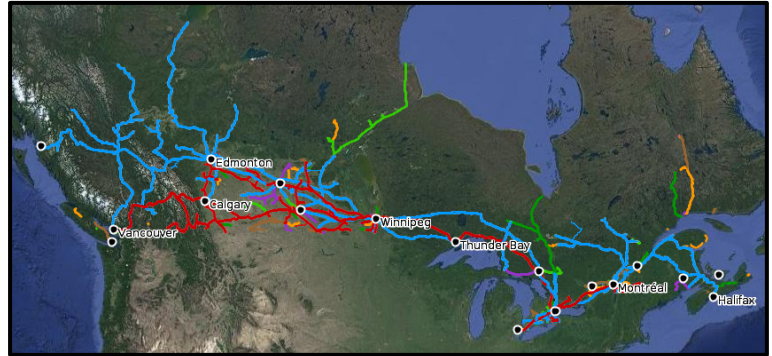 Edmonton
Calgary
Winnipeg
Vancouver
Thunder Bay
Montréal
Halifax